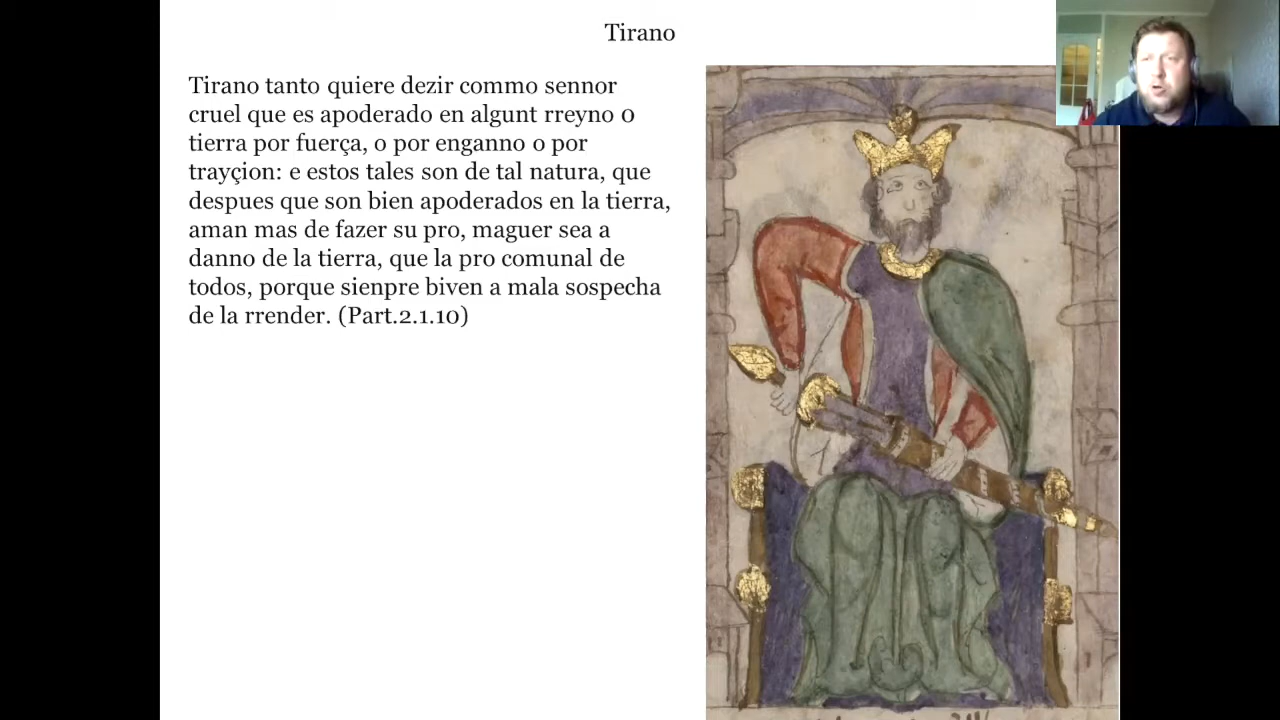 Tirano
Tirano tanto quiere dezir commo sennor
cruel que es apoderado en algunt rreyno 0
tierra por fuerça, o por enganno o por
trayçion: e estos tales son de tal natura, que
despues que son bien apoderados en la tierra,
aman mas de fazer su pro, maguer sea a
danno de la tierra, que la pro comunal de
todos, porque sienpre biven a mala sospecha
de la rrender. (Part.2.1.10)